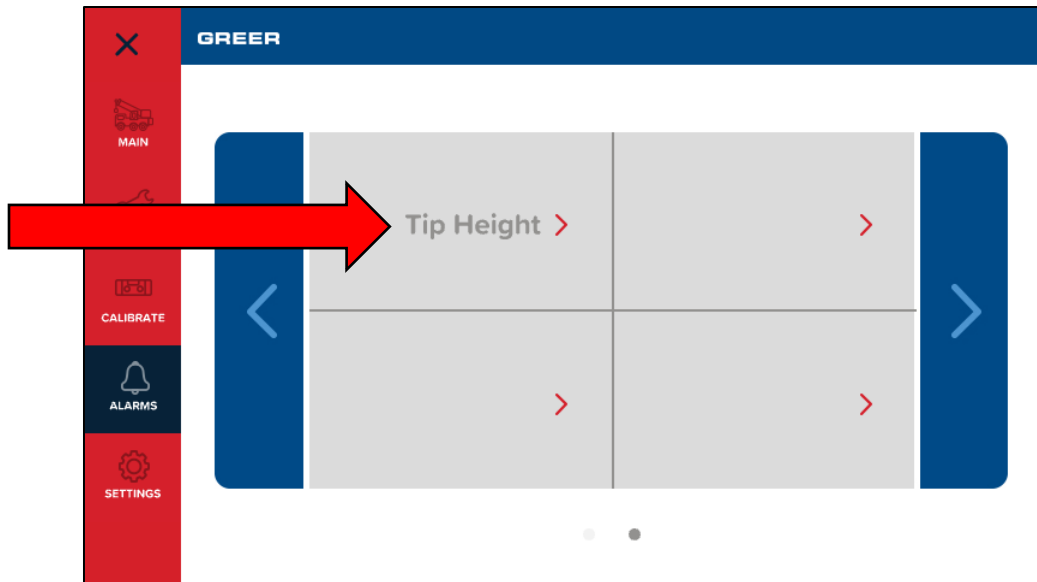 GREER
MAIN
Tip Height
CALIBRATE
ALARMS
SETTINGS